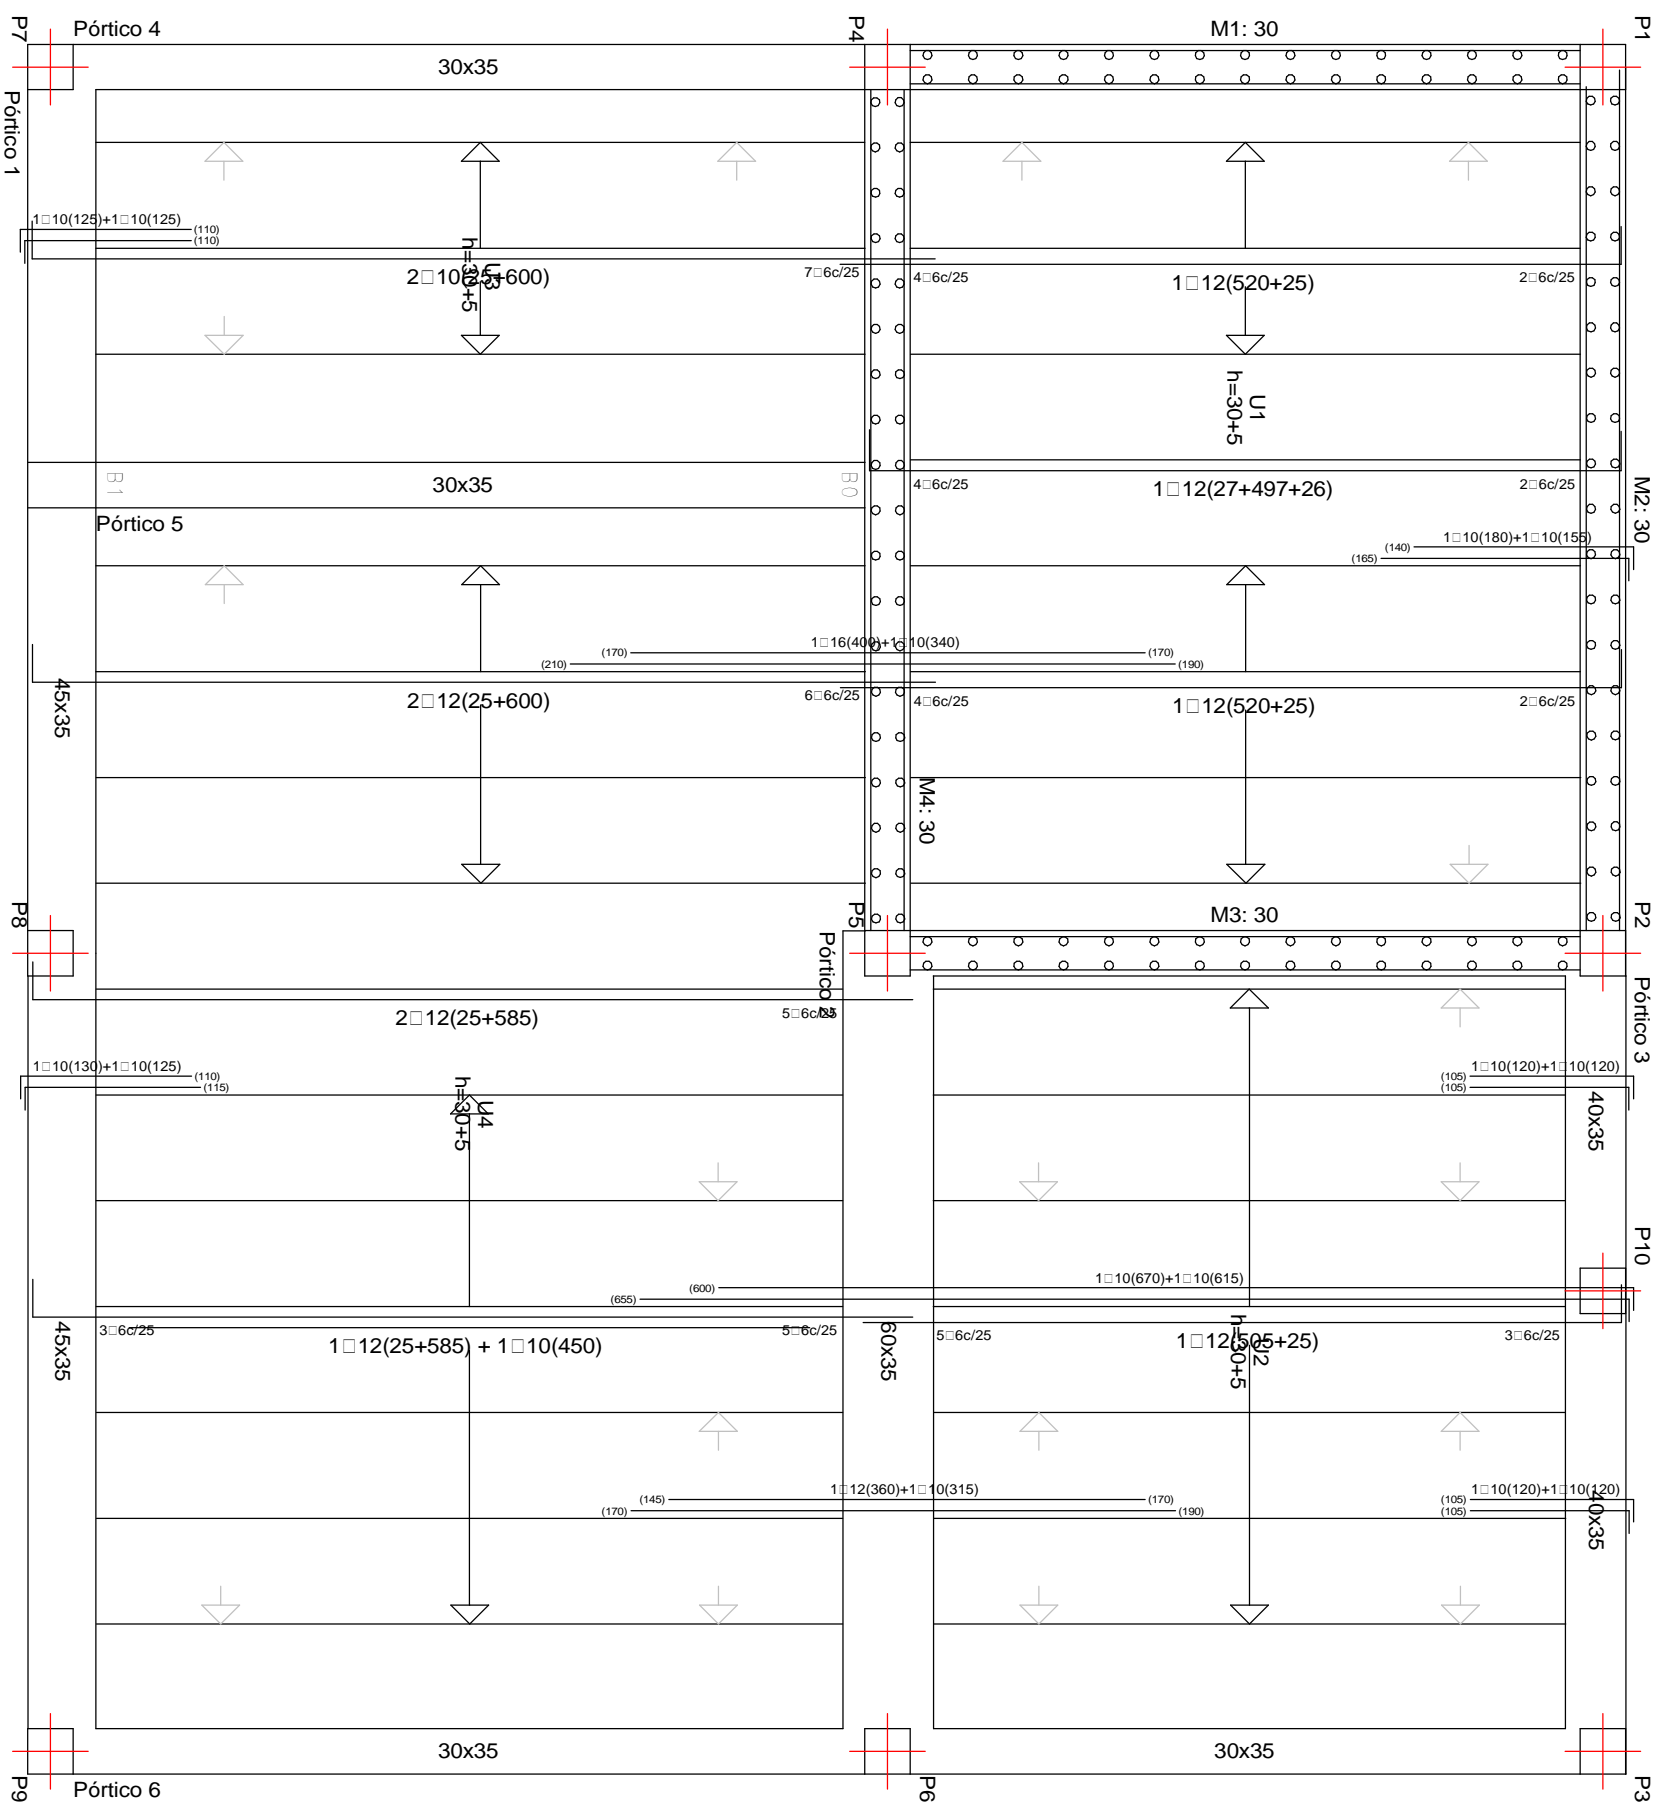 P7
Pórtico 4
P4
M1: 30
P1
30x35
Pórtico 1
1□10(125)+1□10(125)
(110)
(110)
U3
h=30+5
2□10(25+600)
7□6c/25
4□6c/25
1□12(520+25)
2□6c/25
U1
h=30+5
B1
30x35
B0
4□6c/25
1□12(27+497+26)
2□6c/25
M2: 30
Pórtico 5
1□10(180)+1□10(155)
(140)
(165)
1□16(400)+1□10(340)
(170)
(170)
(210)
(190)
45x35
2□12(25+600)
6□6c/25
4□6c/25
1□12(520+25)
2□6c/25
M4: 30
P8
P5
M3: 30
P2
Pórtico 2
Pórtico 3
2□12(25+585)
5□6c/25
1□10(130)+1□10(125)
(110)
(115)
1□10(120)+1□10(120)
(105)
(105)
U4
h=30+5
40x35
P10
1□10(670)+1□10(615)
(600)
(655)
45x35
3□6c/25
1□12(25+585) + 1□10(450)
5□6c/25
60x35
5□6c/25
1□12(505+25)
3□6c/25
U2
h=30+5
1□12(360)+1□10(315)
(145)
(170)
(170)
(190)
1□10(120)+1□10(120)
(105)
(105)
40x35
30x35
30x35
P9
Pórtico 6
P6
P3